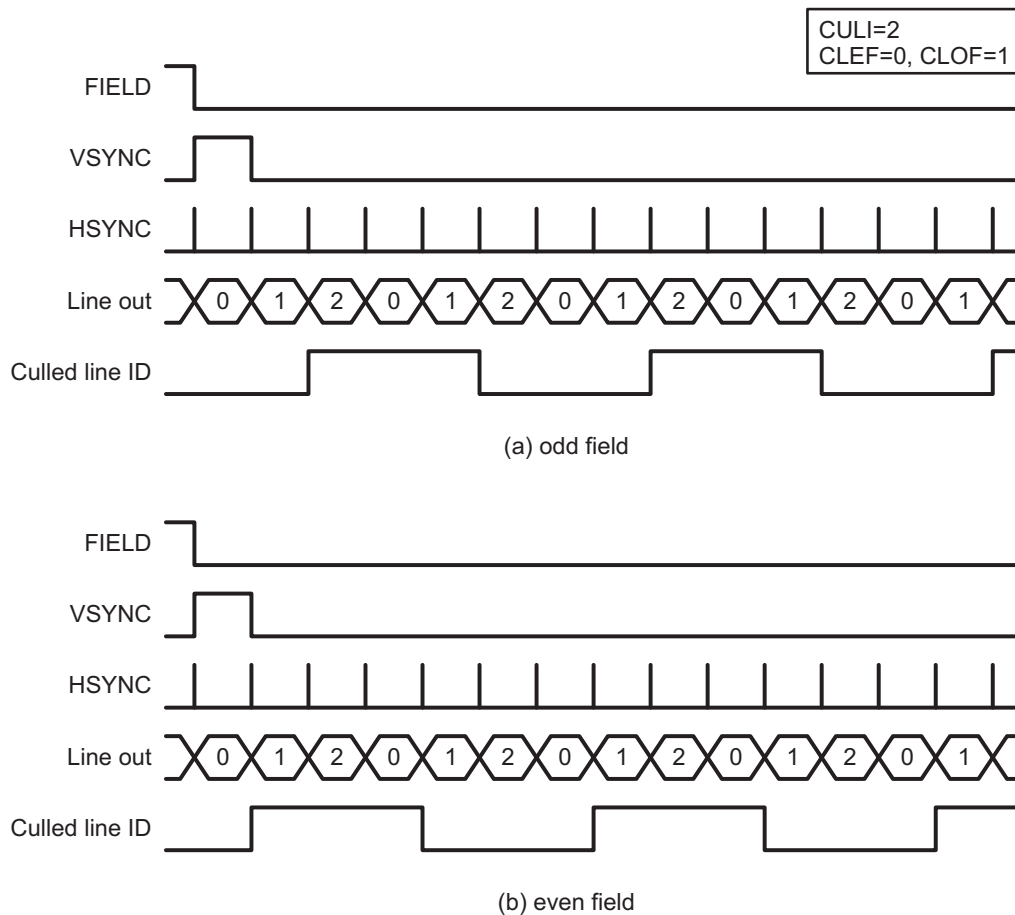 CULI=2
CLEF=0, CLOF=1
FIELD
VSYNC
HSYNC
Line out 0 1 2 0 1 2 0 1 2 0 1 2 0 1
Culled line ID
(a) odd field
FIELD
VSYNC
HSYNC
Line out 0 1 2 0 1 2 0 1 2 0 1 2 0 1
Culled line ID
(b) even field